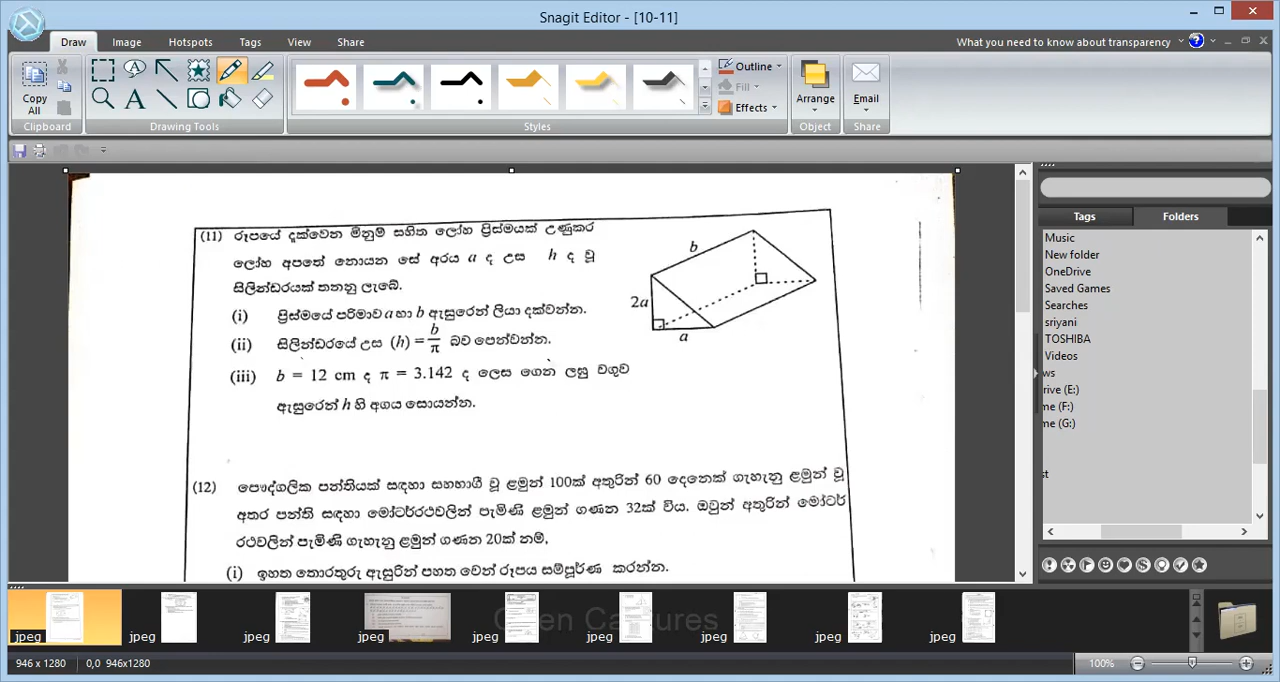 Snagit Editor - [10-11]
Draw Image Hotspots Tags View Share
What you need to know about transparency
Copy All
Clipboard
Drawing Tools
Styles
Outline
Fill
Effects
Arrange
Object
Email
Share
(11) රූපයේ දැක්වෙන මිනුම් සහිත ලෝහ ප්‍රිස්මයක් උණුකර
ලෝහ අපතේ නොයන සේ අරය a ද උස h ද වූ
සිලින්ඩරයක් තනනු ලැබේ.
(i) ප්‍රිස්මයේ පරිමාව a හා b ඇසුරෙන් ලියා දක්වන්න.
(ii) සිලින්ඩරයේ උස (h) = b/π බව පෙන්වන්න.
(iii) b = 12 cm ද π = 3.142 ද ලෙස ගෙන ලඝු වගුව
ඇසුරෙන් h හි අගය සොයන්න.
b
2a
a
(12) පෞද්ගලික පන්තියක් සඳහා සහභාගී වූ ළමුන් 100ක් අතුරින් 60 දෙනෙක් ගැහැනු ළමුන් වූ
අතර පන්ති සඳහා මෝටර්රථවලින් පැමිණි ළමුන් ගණන 32ක් විය. ඔවුන් අතුරින් මෝටර්
රථවලින් පැමිණි ගැහැනු ළමුන් ගණන 20ක් නම්,
(i) ඉහත තොරතුරු ඇසුරින් පහත වෙන් රූපය සම්පූර්ණ කරන්න.
Tags Folders
Music
New folder
OneDrive
Saved Games
Searches
sriyani
TOSHIBA
Videos
ws
rive (E:)
me (F:)
me (G:)
st
jpeg jpeg jpeg jpeg jpeg jpeg jpeg jpeg jpeg
946 x 1280 0,0 946x1280
100%